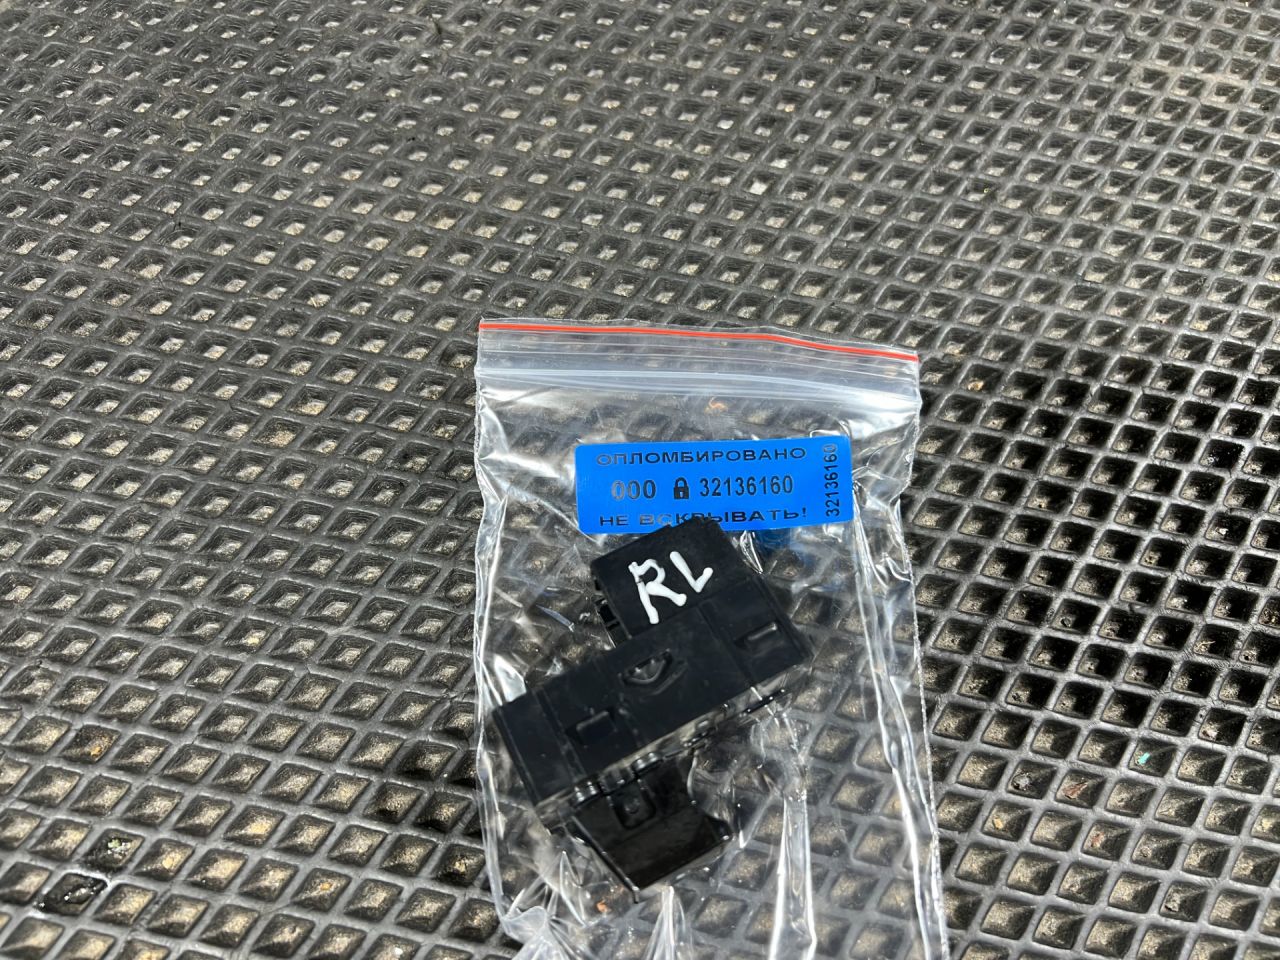 ОПЛОМБИРОВАНО
000 32136160
НЕ ВСКРЫВАТЬ!
32136160
RL